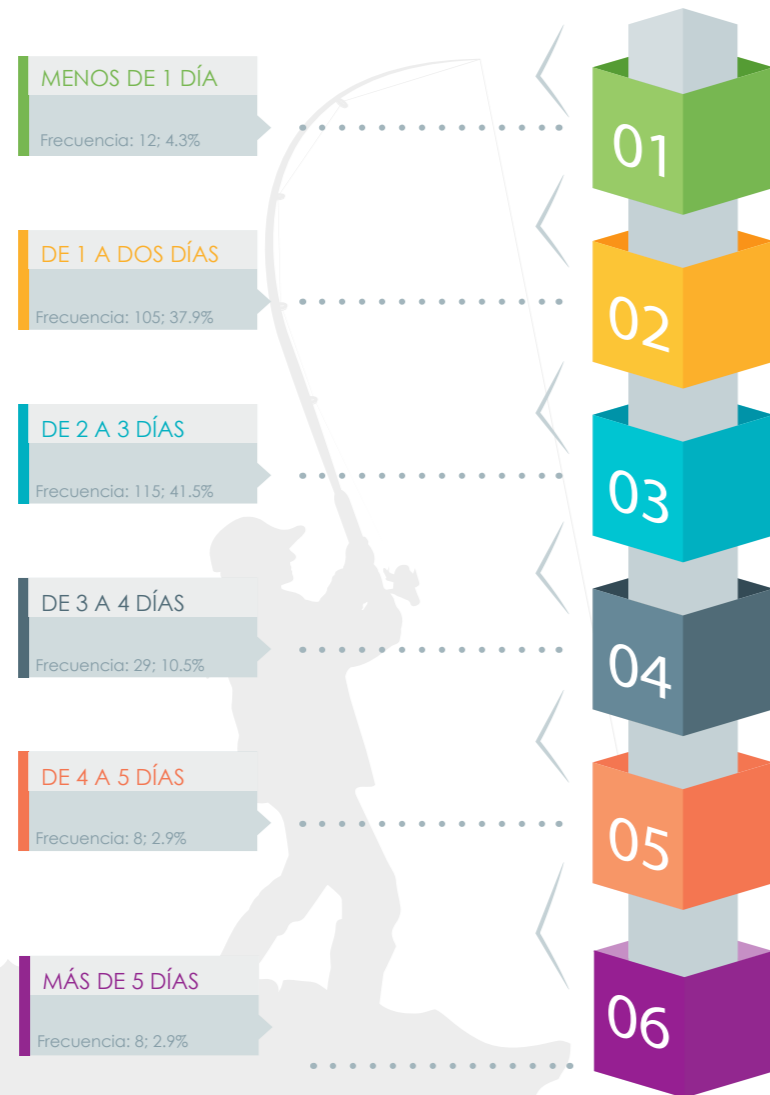 MENOS DE 1 DÍA
Frecuencia: 12; 4.3%
01
DE 1 A DOS DÍAS
Frecuencia: 105; 37.9%
02
DE 2 A 3 DÍAS
Frecuencia: 115; 41.5%
03
DE 3 A 4 DÍAS
Frecuencia: 29; 10.5%
04
DE 4 A 5 DÍAS
Frecuencia: 8; 2.9%
05
MÁS DE 5 DÍAS
Frecuencia: 8; 2.9%
06